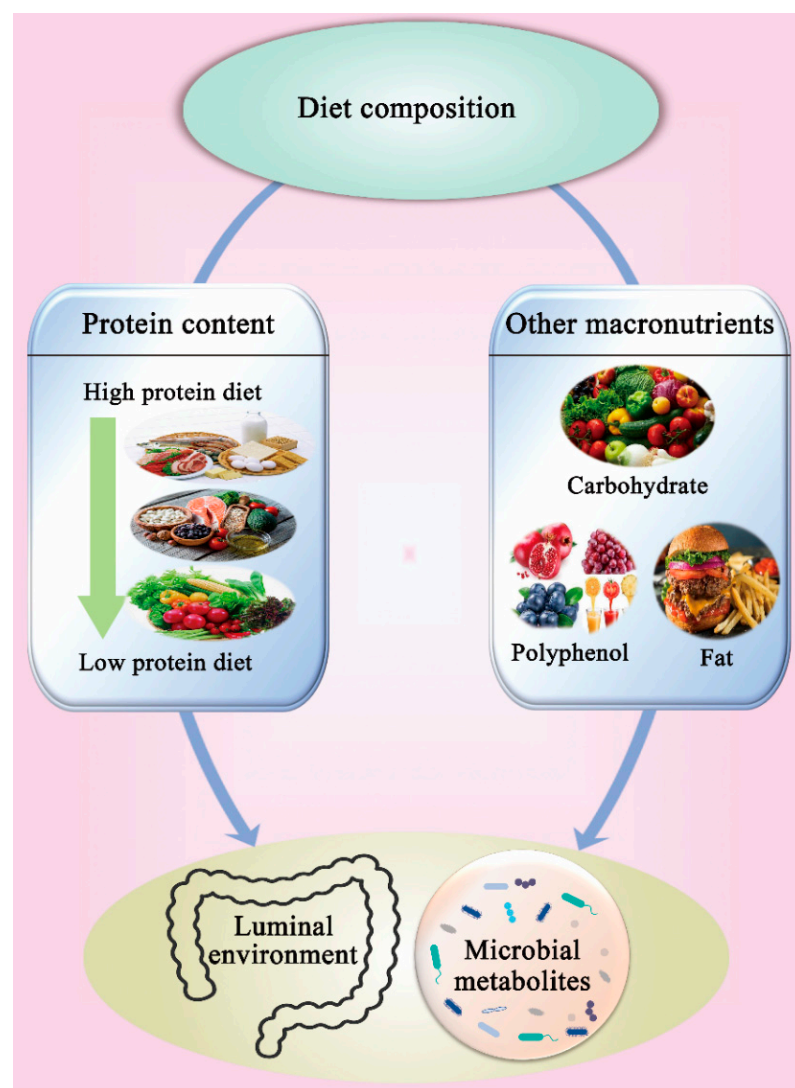 Diet composition
Protein content
High protein diet
Low protein diet
Other macronutrients
Carbohydrate
Polyphenol
Fat
Luminal
environment
Microbial
metabolites